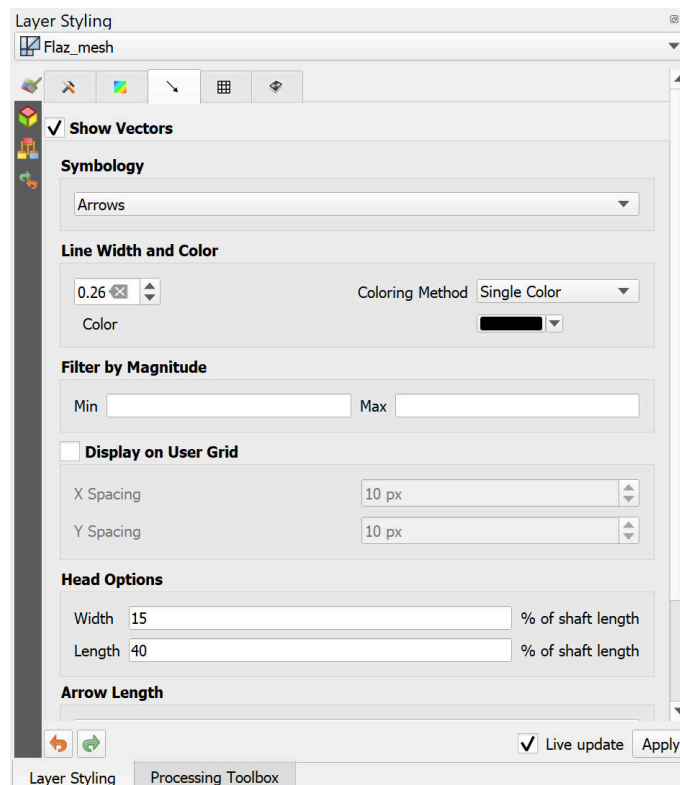 Layer Styling
Flaz_mesh
Show Vectors
Symbology
Arrows
Line Width and Color
0.26 Coloring Method Single Color
Color
Filter by Magnitude
Min Max
Display on User Grid
X Spacing 10 px
Y Spacing 10 px
Head Options
Width 15 % of shaft length
Length 40 % of shaft length
Arrow Length
Live update Apply
Layer Styling Processing Toolbox